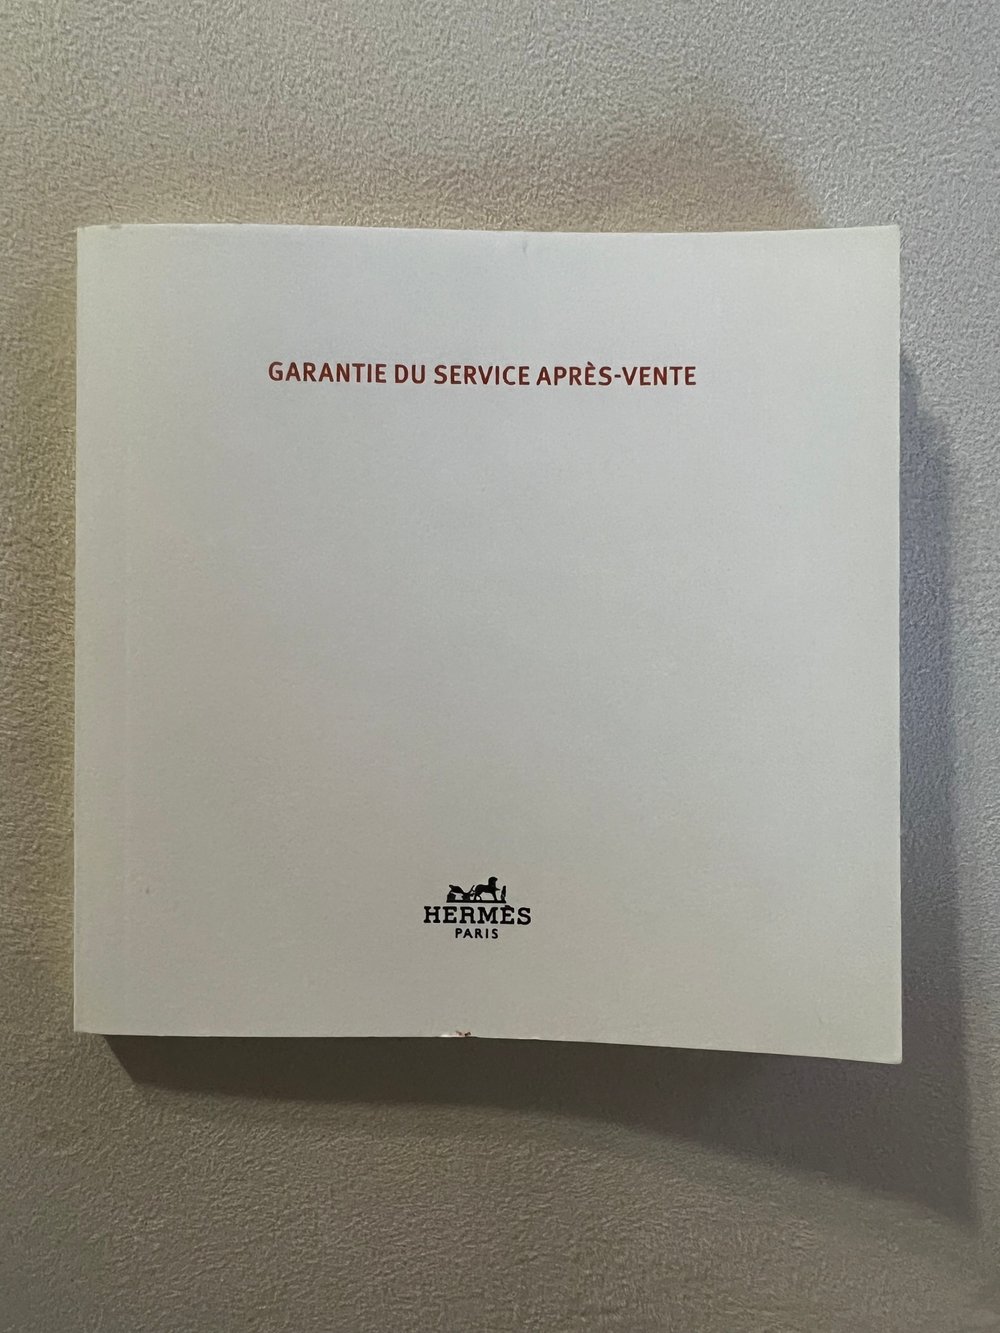 GARANTIE DU SERVICE APRÈS-VENTE
HERMÈS
PARIS